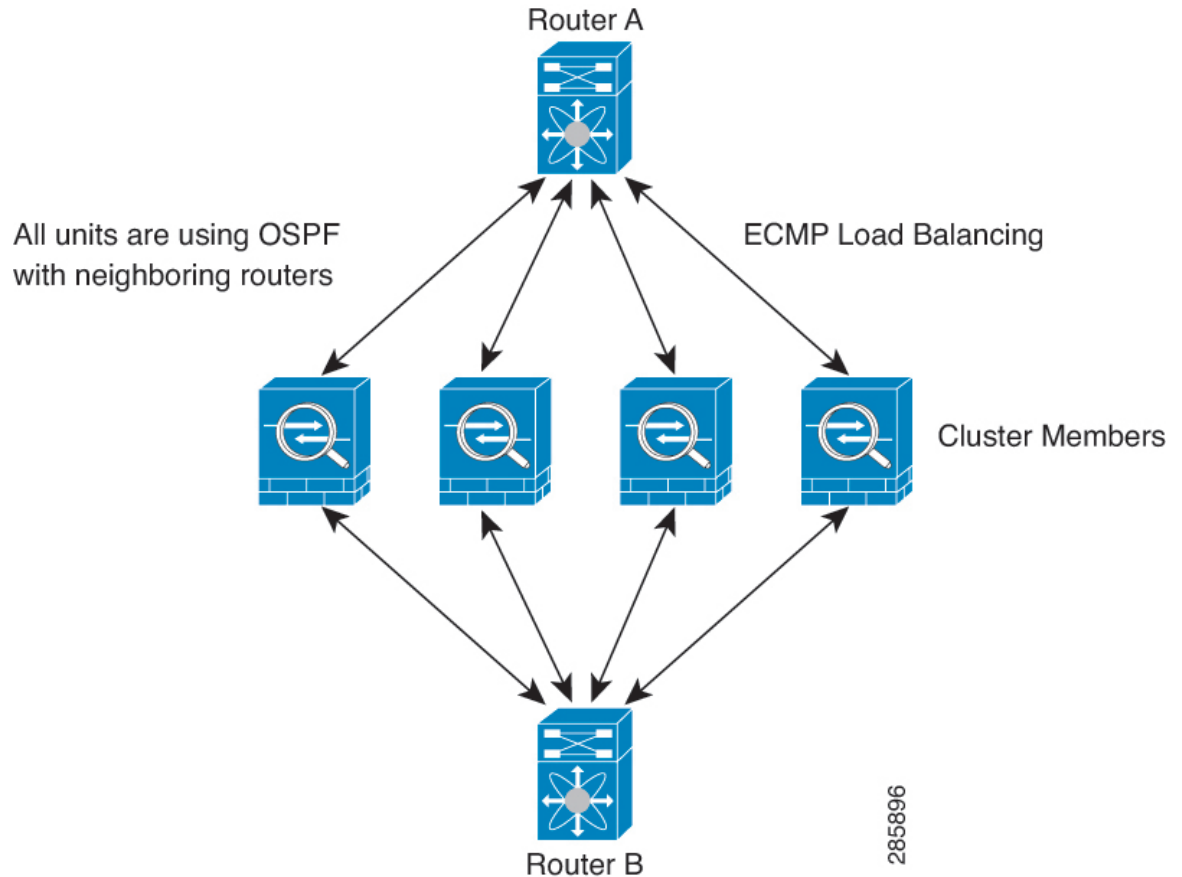 Router A
All units are using OSPF
with neighboring routers
ECMP Load Balancing
Cluster Members
285896
Router B